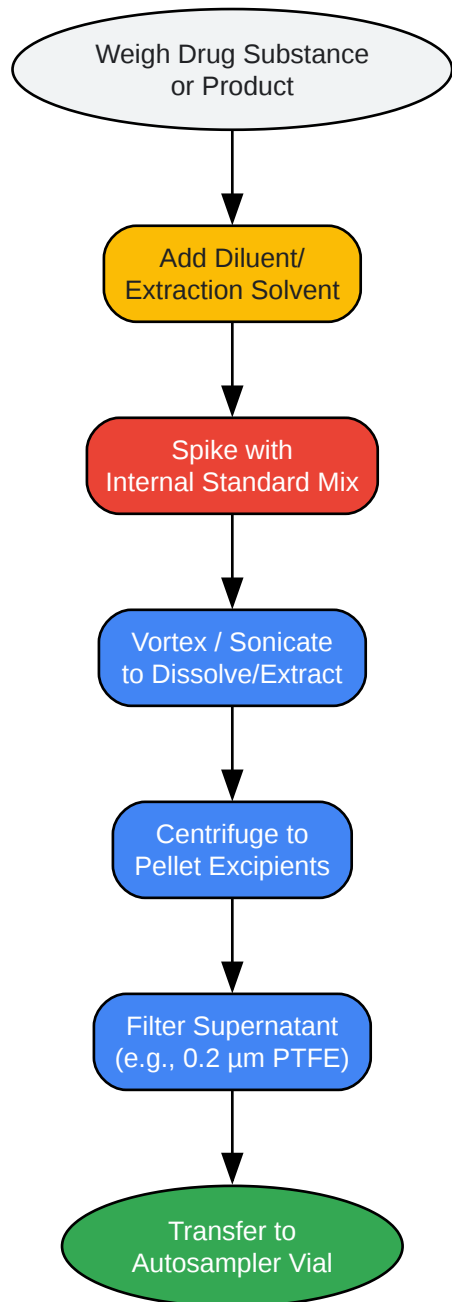 Weigh Drug Substance
or Product
Add Diluent/
Extraction Solvent
Spike with
Internal Standard Mix
Vortex / Sonicate
to Dissolve/Extract
Centrifuge to
Pellet Excipients
Filter Supernatant
(e.g., 0.2 µm PTFE)
Transfer to
Autosampler Vial